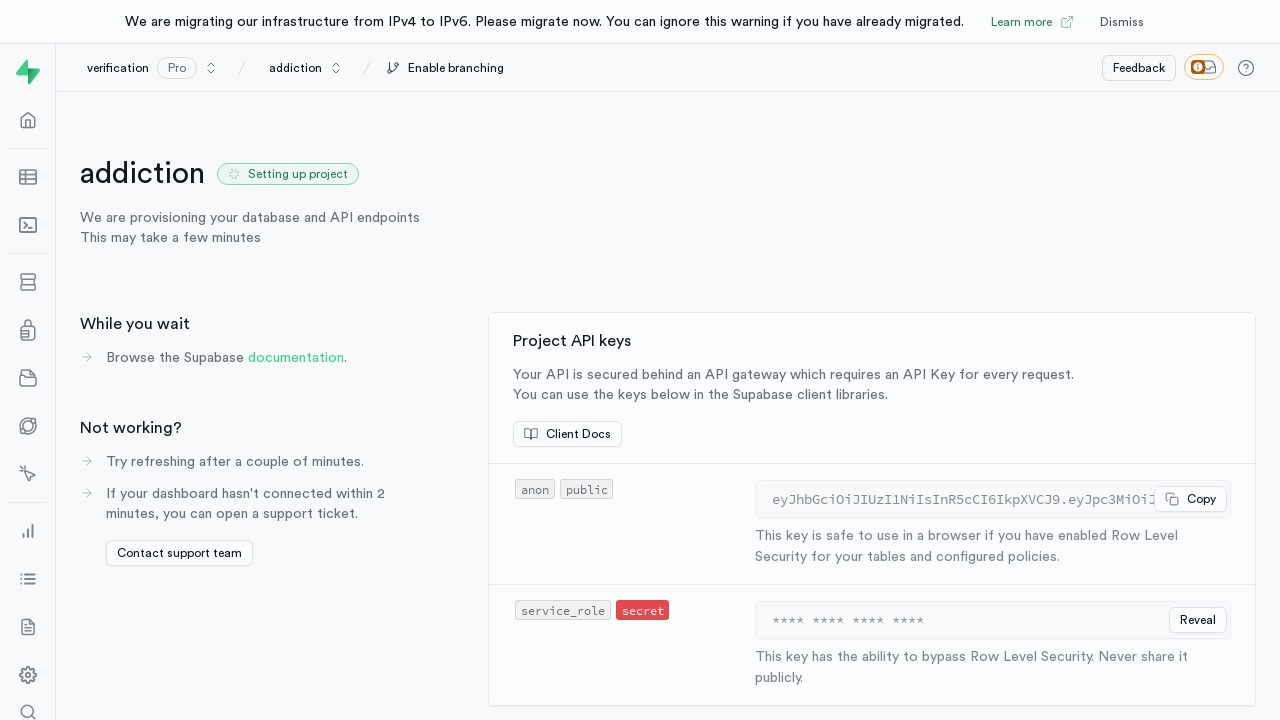 We are migrating our infrastructure from IPv4 to IPv6. Please migrate now. You can ignore this warning if you have already migrated.
Learn more
Dismiss
verification
Pro
/
addiction
/
Enable branching
Feedback
addiction
Setting up project
We are provisioning your database and API endpoints
This may take a few minutes
While you wait
Browse the Supabase documentation.
Not working?
Try refreshing after a couple of minutes.
If your dashboard hasn't connected within 2
minutes, you can open a support ticket.
Contact support team
Project API keys
Your API is secured behind an API gateway which requires an API Key for every request.
You can use the keys below in the Supabase client libraries.
Client Docs
anon public
eyJhbGciOiJIUzI1NiIsInR5cCI6IkpXVCJ9.eyJpc3MiOiJ
Copy
This key is safe to use in a browser if you have enabled Row Level
Security for your tables and configured policies.
service_role secret
**** **** **** ****
Reveal
This key has the ability to bypass Row Level Security. Never share it
publicly.